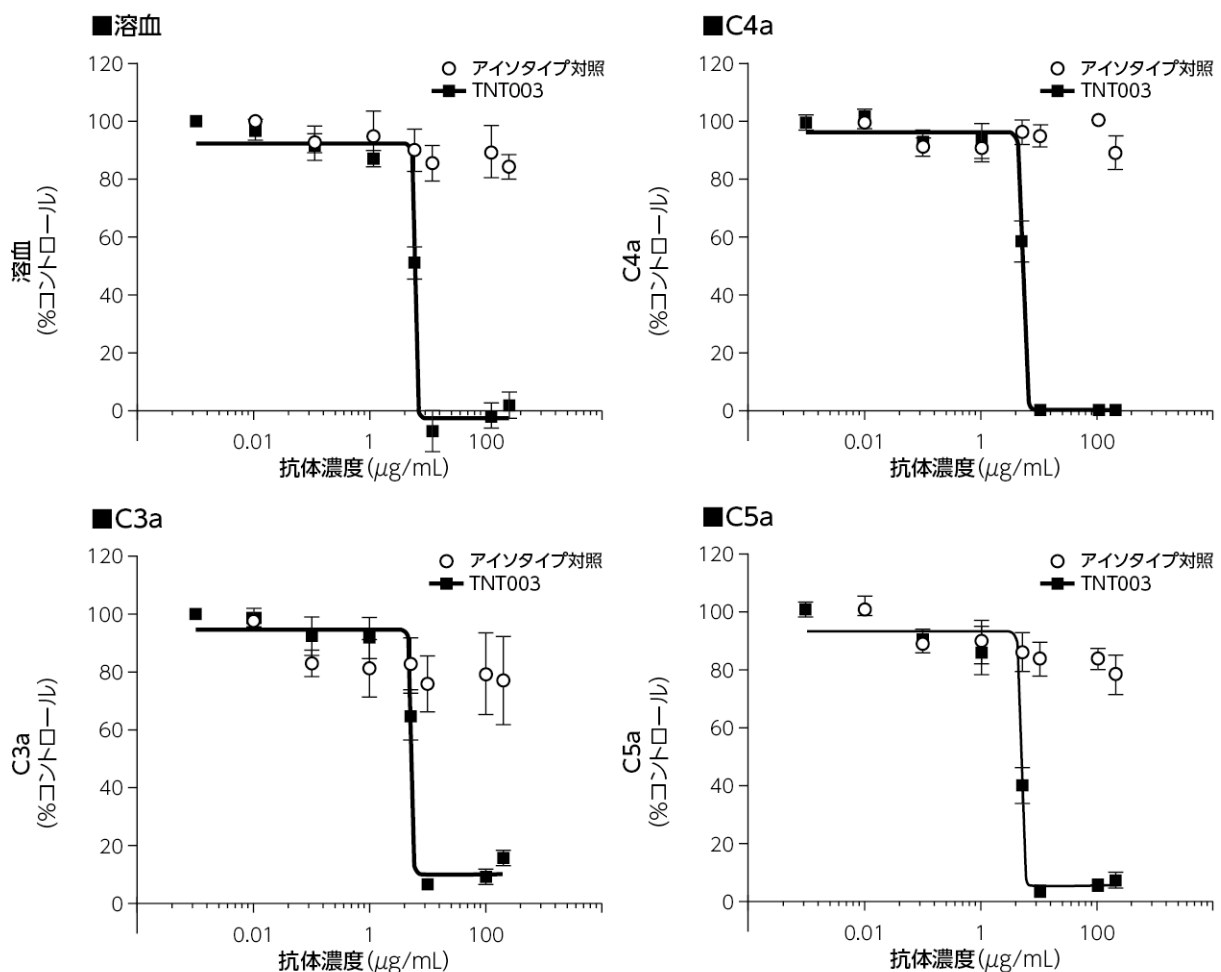 ■溶血
120
100
80
60
40
20
0
溶血
(%コントロール)
アイソタイプ対照
TNT003
0.01
1
100
抗体濃度(μg/mL)
■C4a
120
100
80
60
40
20
0
C4a
(%コントロール)
アイソタイプ対照
TNT003
0.01
1
100
抗体濃度(μg/mL)
■C3a
120
100
80
60
40
20
0
C3a
(%コントロール)
アイソタイプ対照
TNT003
0.01
1
100
抗体濃度(μg/mL)
■C5a
120
100
80
60
40
20
0
C5a
(%コントロール)
アイソタイプ対照
TNT003
0.01
1
100
抗体濃度(μg/mL)